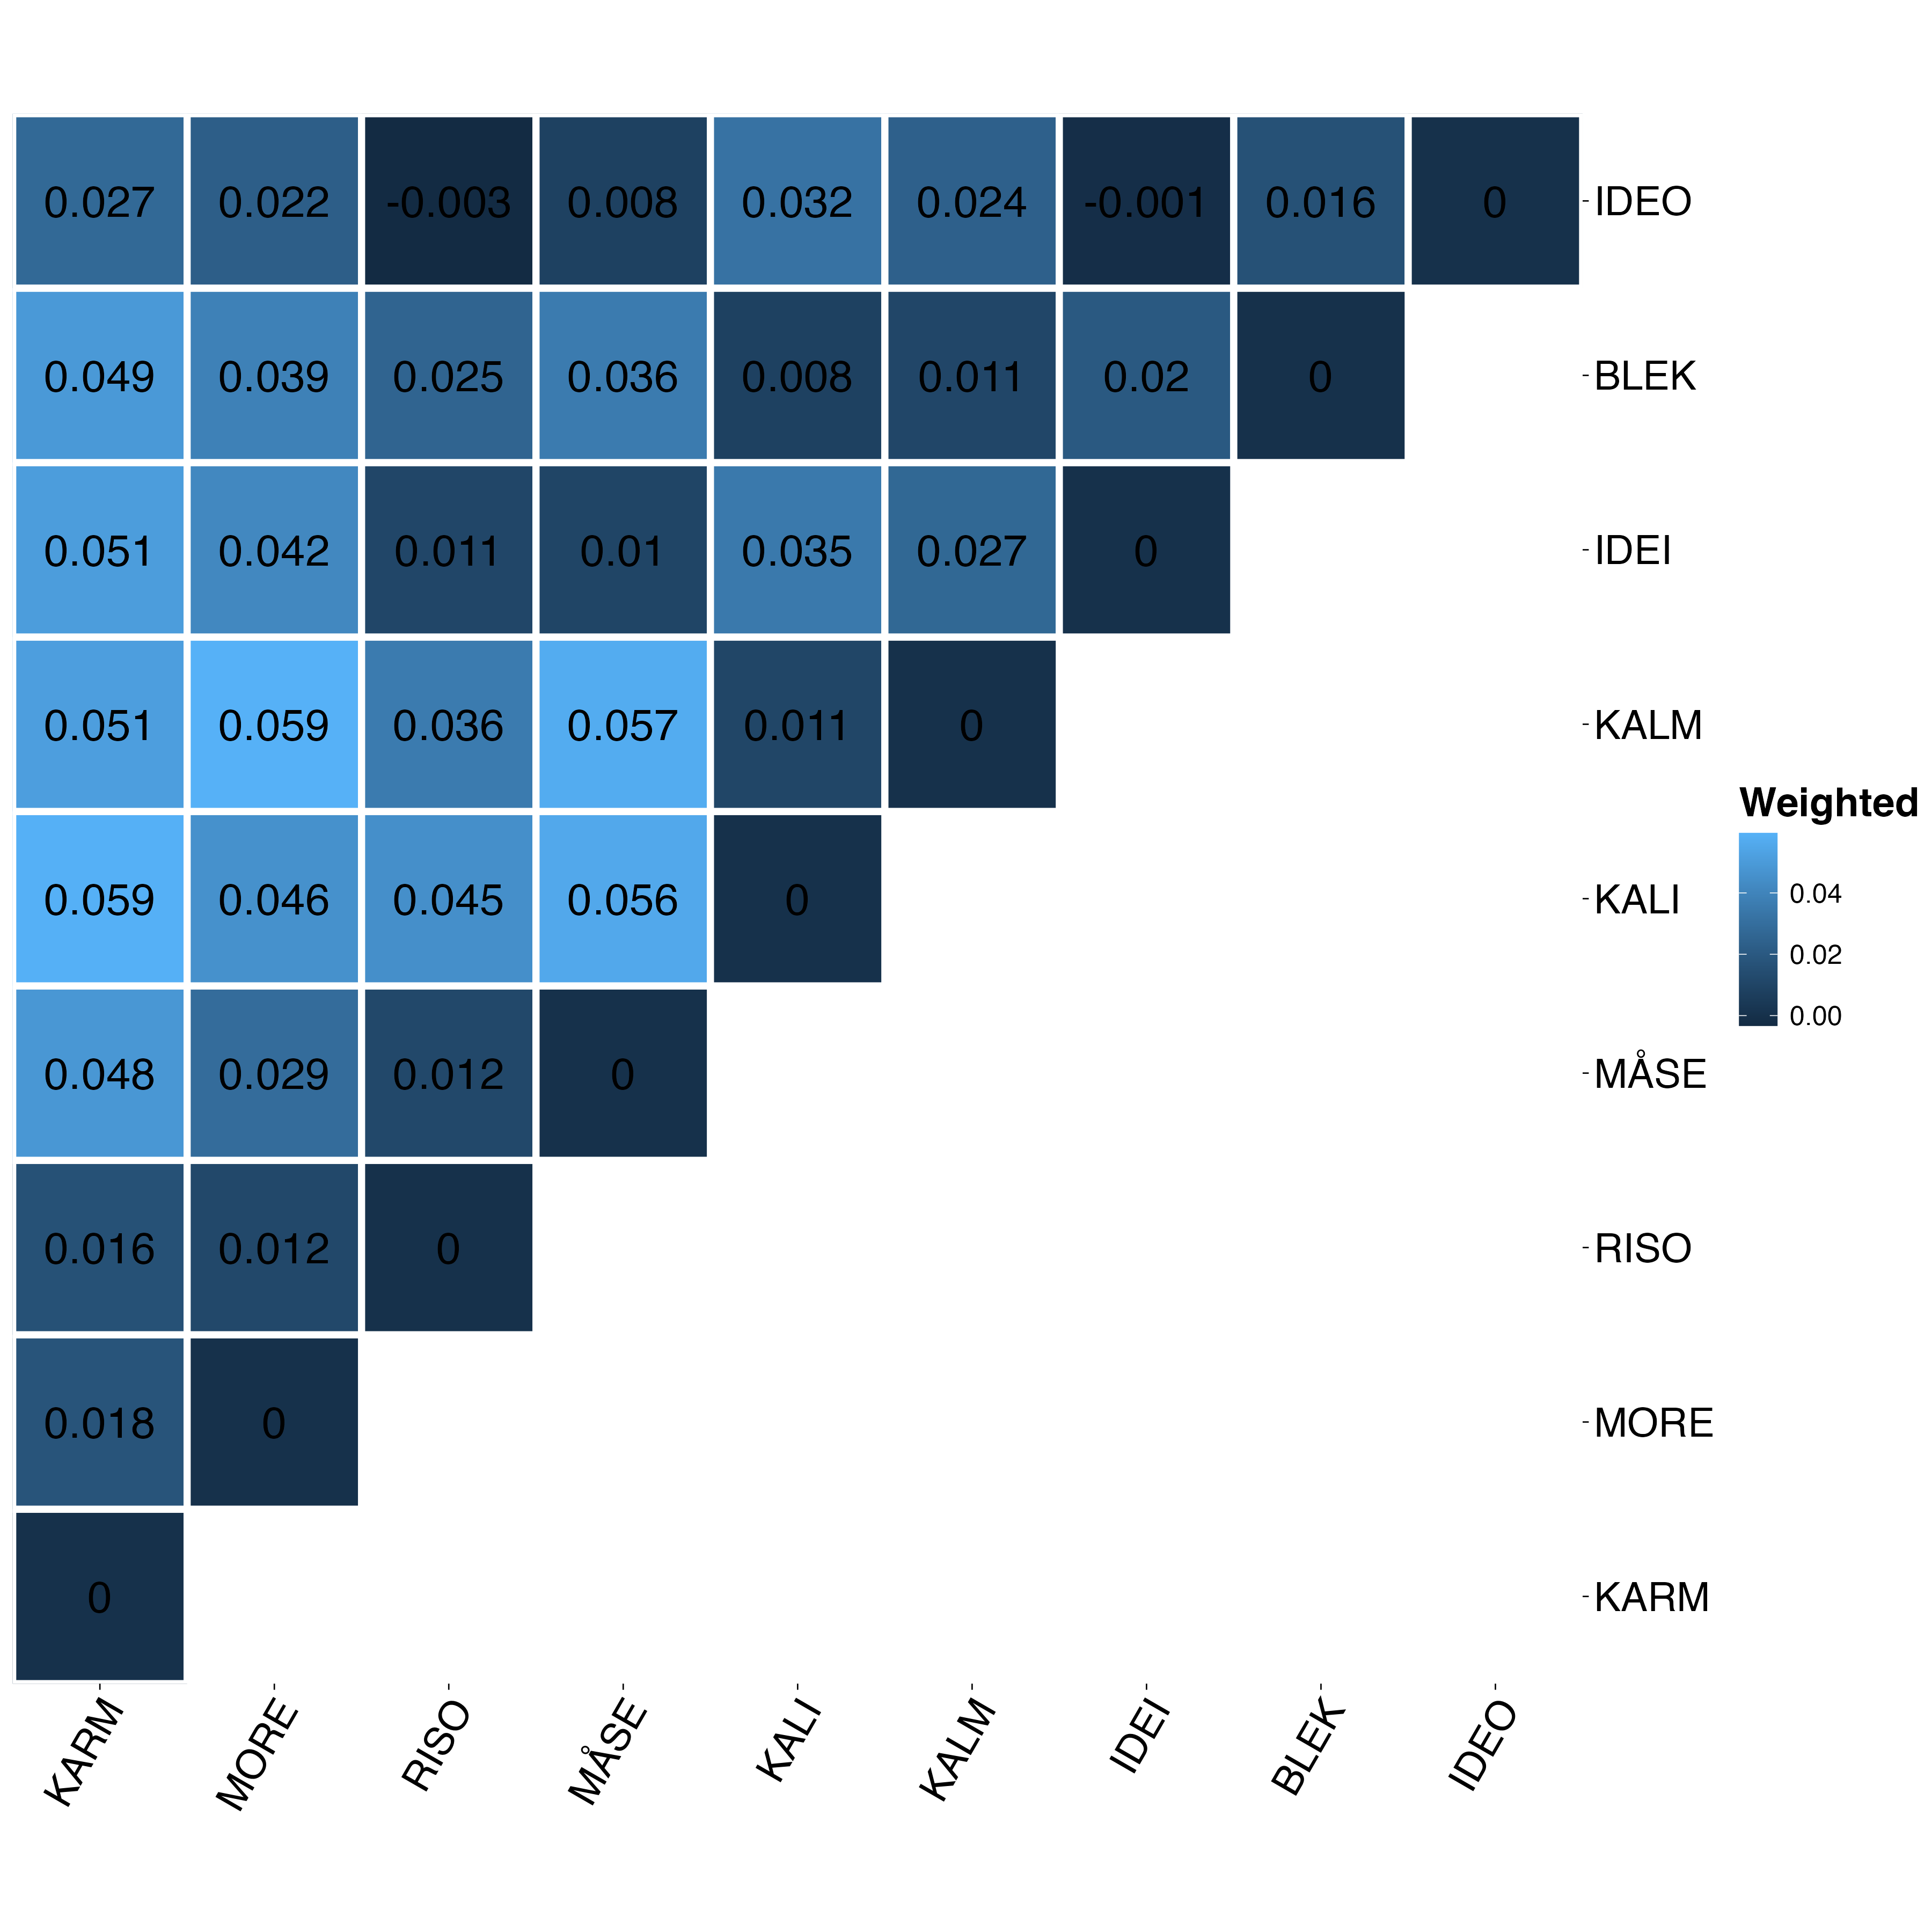 0.027 0.022 -0.003 0.008 0.032 0.024 -0.001 0.016 0 IDEO
0.049 0.039 0.025 0.036 0.008 0.011 0.02 0 BLEK
0.051 0.042 0.011 0.01 0.035 0.027 0 IDEI
0.051 0.059 0.036 0.057 0.011 0 KALM
0.059 0.046 0.045 0.056 0 KALI
0.048 0.029 0.012 0 MÅSE
0.016 0.012 0 RISO
0.018 0 MORE
0 KARM
KARM MORE RISO MÅSE KALI KALM IDEI BLEK IDEO
Weighted
0.04
0.02
0.00